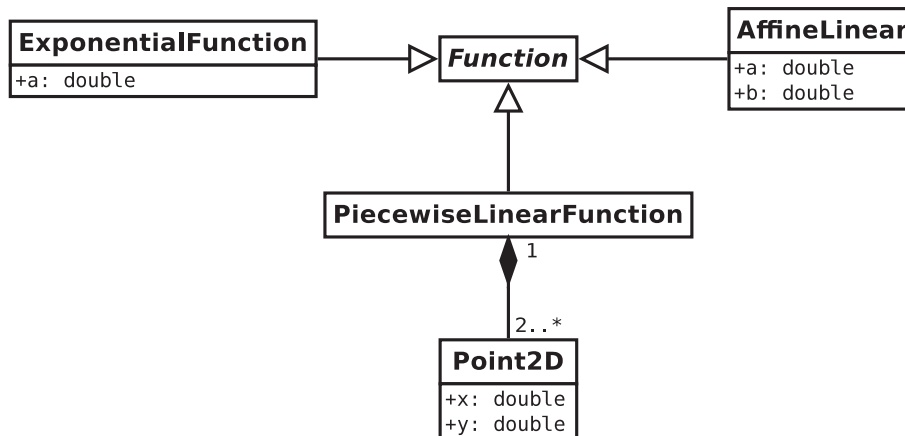 ExponentialFunction
+a: double
Function
AffineLinear
+a: double
+b: double
PiecewiseLinearFunction
1
2..*
Point2D
+x: double
+y: double